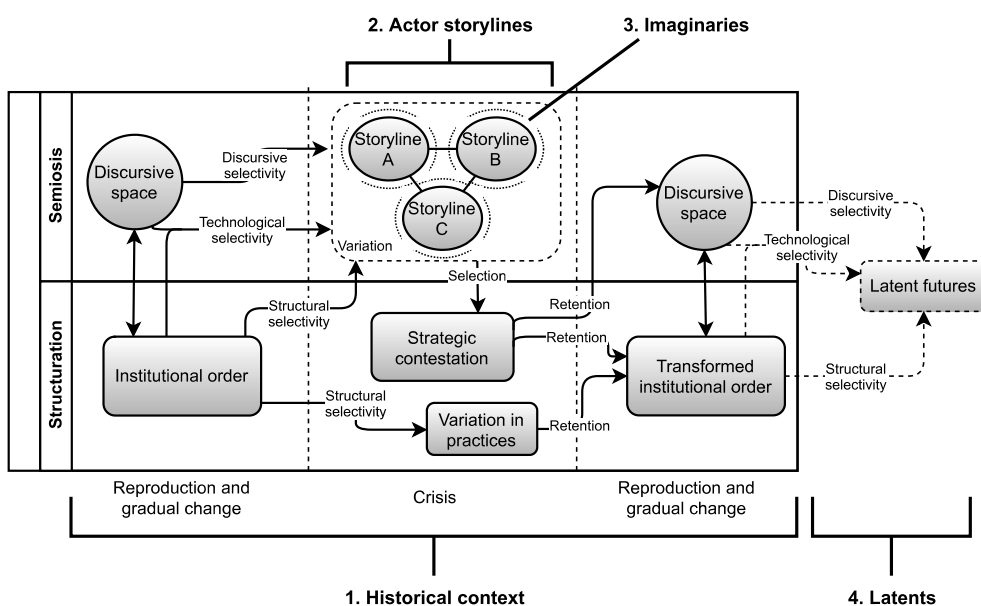 2. Actor storylines
3. Imaginaries
Semiosis
Structuration
Discursive
space
Discursive
selectivity
Technological
selectivity
Storyline
A
Storyline
B
Storyline
C
Variation
Selection
Institutional order
Structural
selectivity
Structural
selectivity
Strategic
contestation
Variation in
practices
Retention
Retention
Retention
Discursive
space
Transformed
institutional order
Discursive
selectivity
Technological
selectivity
Latent futures
Structural
selectivity
Reproduction and
gradual change
Crisis
Reproduction and
gradual change
1. Historical context
4. Latents